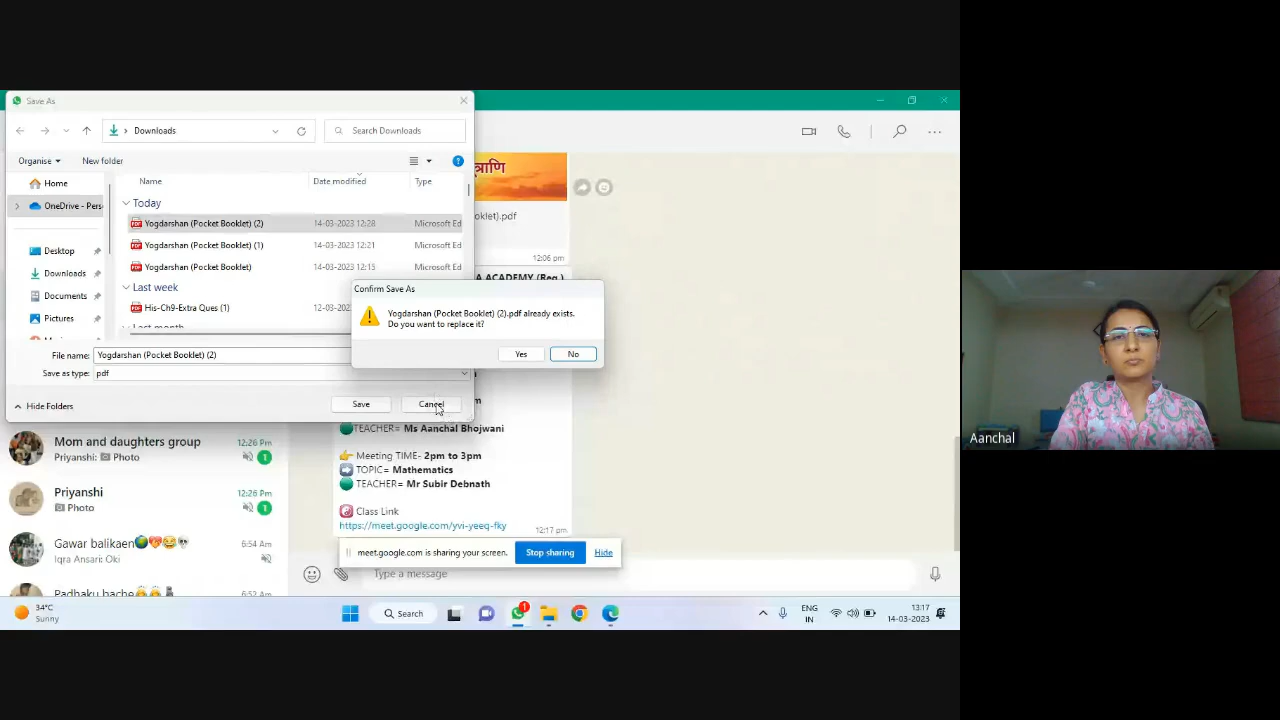 Save As
Downloads
Search Downloads
Organise
New folder
Home
OneDrive - Pers
Desktop
Downloads
Documents
Pictures
Name
Date modified
Type
Today
Yogdarshan (Pocket Booklet) (2) 14-03-2023 12:28 Microsoft Ed
Yogdarshan (Pocket Booklet) (1) 14-03-2023 12:21 Microsoft Ed
Yogdarshan (Pocket Booklet) 14-03-2023 12:15 Microsoft Ed
Last week
His-Ch9-Extra Ques (1) 12-03
Last month
File name: Yogdarshan (Pocket Booklet) (2)
Save as type: pdf
Hide Folders
Save
Cancel
Confirm Save As
Yogdarshan (Pocket Booklet) (2).pdf already exists.
Do you want to replace it?
Yes
No
त्राणि
klet).pdf
12:06 pm
A ACADEMY (Reg.)
m
TEACHER= Ms Aanchal Bhojwani
Meeting TIME- 2pm to 3pm
TOPIC= Mathematics
TEACHER= Mr Subir Debnath
Class Link
https://meet.google.com/yvi-yeeq-fky
12:17 pm
Mom and daughters group 12:26 Pm
Priyanshi: Photo 1
Priyanshi 12:26 Pm
Photo 1
Gawar balikaen 6:54 Am
Iqra Ansari: Oki
Padhaku bache 6:52 Am
meet.google.com is sharing your screen.
Stop sharing
Hide
Type a message
34°C
Sunny
Search
1
ENG
IN
13:17
14-03-2023
Aanchal